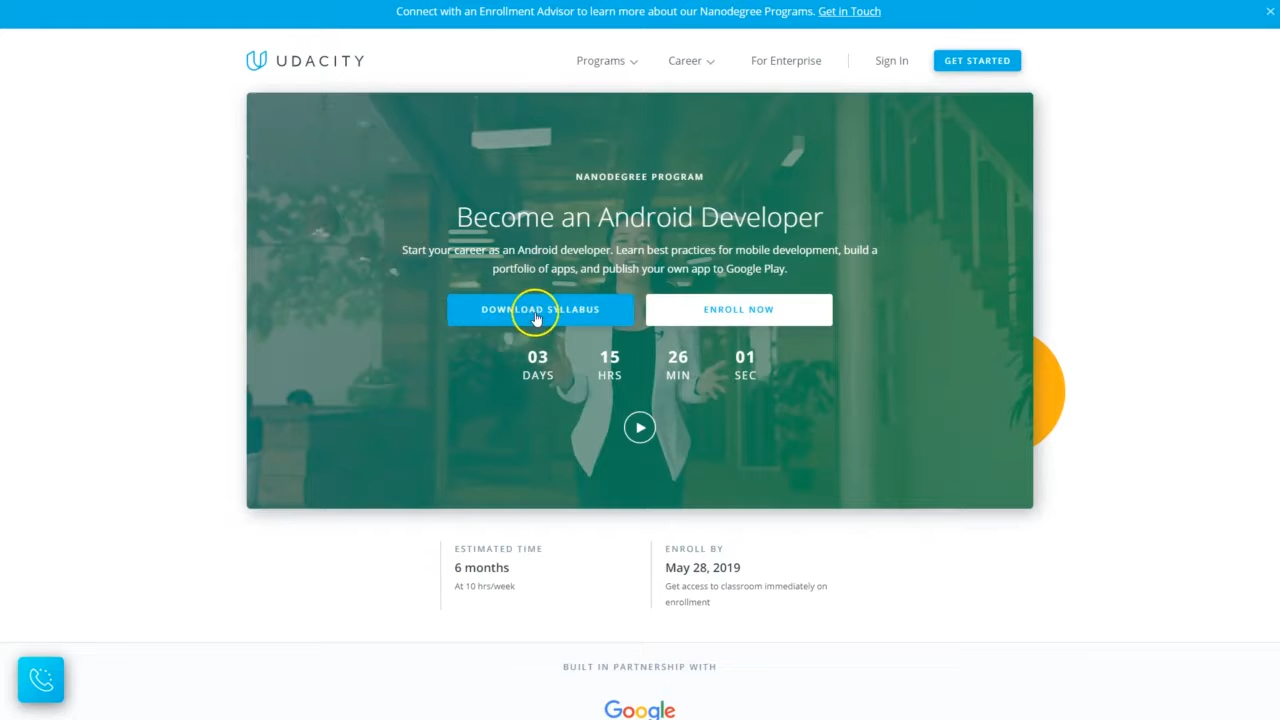 Connect with an Enrollment Advisor to learn more about our Nanodegree Programs. Get in Touch
UDACITY
Programs
Career
For Enterprise
Sign In
GET STARTED
NANODEGREE PROGRAM
Become an Android Developer
Start your career as an Android developer. Learn best practices for mobile development, build a
portfolio of apps, and publish your own app to Google Play.
DOWNLOAD SYLLABUS
ENROLL NOW
03 15 26 01
DAYS HRS MIN SEC
ESTIMATED TIME
6 months
At 10 hrs/week
ENROLL BY
May 28, 2019
Get access to classroom immediately on
enrollment
BUILT IN PARTNERSHIP WITH
Google